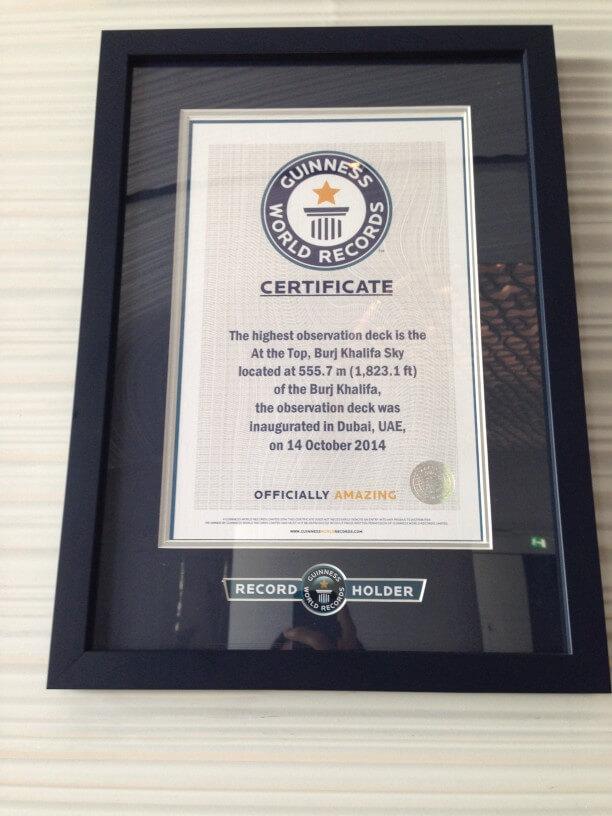 GUINNESS
WORLD RECORDS
CERTIFICATE
The highest observation deck is the
At the Top, Burj Khalifa Sky
located at 555.7 m (1,823.1 ft)
of the Burj Khalifa,
the observation deck was
inaugurated in Dubai, UAE,
on 14 October 2014
OFFICIALLY AMAZING
WWW.GUINNESSWORLDRECORDS.COM
RECORD GUINNESS WORLD RECORDS HOLDER